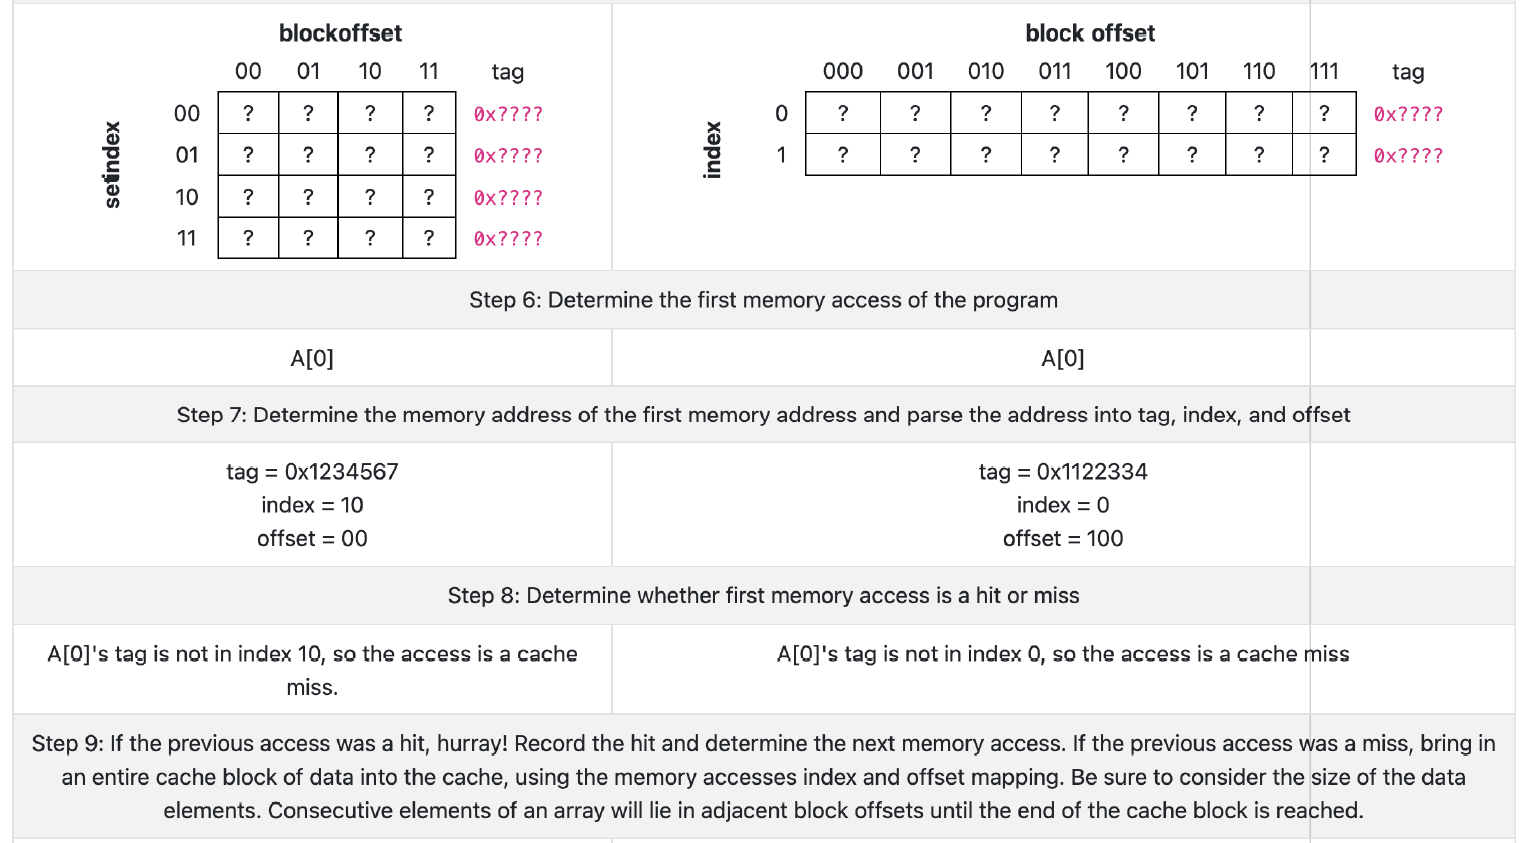 blockoffset
00 01 10 11 tag
00 ? ? ? ? 0x????
01 ? ? ? ? 0x????
10 ? ? ? ? 0x????
11 ? ? ? ? 0x????
setindex
block offset
000 001 010 011 100 101 110 111 tag
0 ? ? ? ? ? ? ? ? 0x????
1 ? ? ? ? ? ? ? ? 0x????
index
Step 6: Determine the first memory access of the program
A[0]
A[0]
Step 7: Determine the memory address of the first memory address and parse the address into tag, index, and offset
tag = 0x1234567
index = 10
offset = 00
tag = 0x1122334
index = 0
offset = 100
Step 8: Determine whether first memory access is a hit or miss
A[0]'s tag is not in index 10, so the access is a cache
miss.
A[0]'s tag is not in index 0, so the access is a cache miss
Step 9: If the previous access was a hit, hurray! Record the hit and determine the next memory access. If the previous access was a miss, bring in
an entire cache block of data into the cache, using the memory accesses index and offset mapping. Be sure to consider the size of the data
elements. Consecutive elements of an array will lie in adjacent block offsets until the end of the cache block is reached.